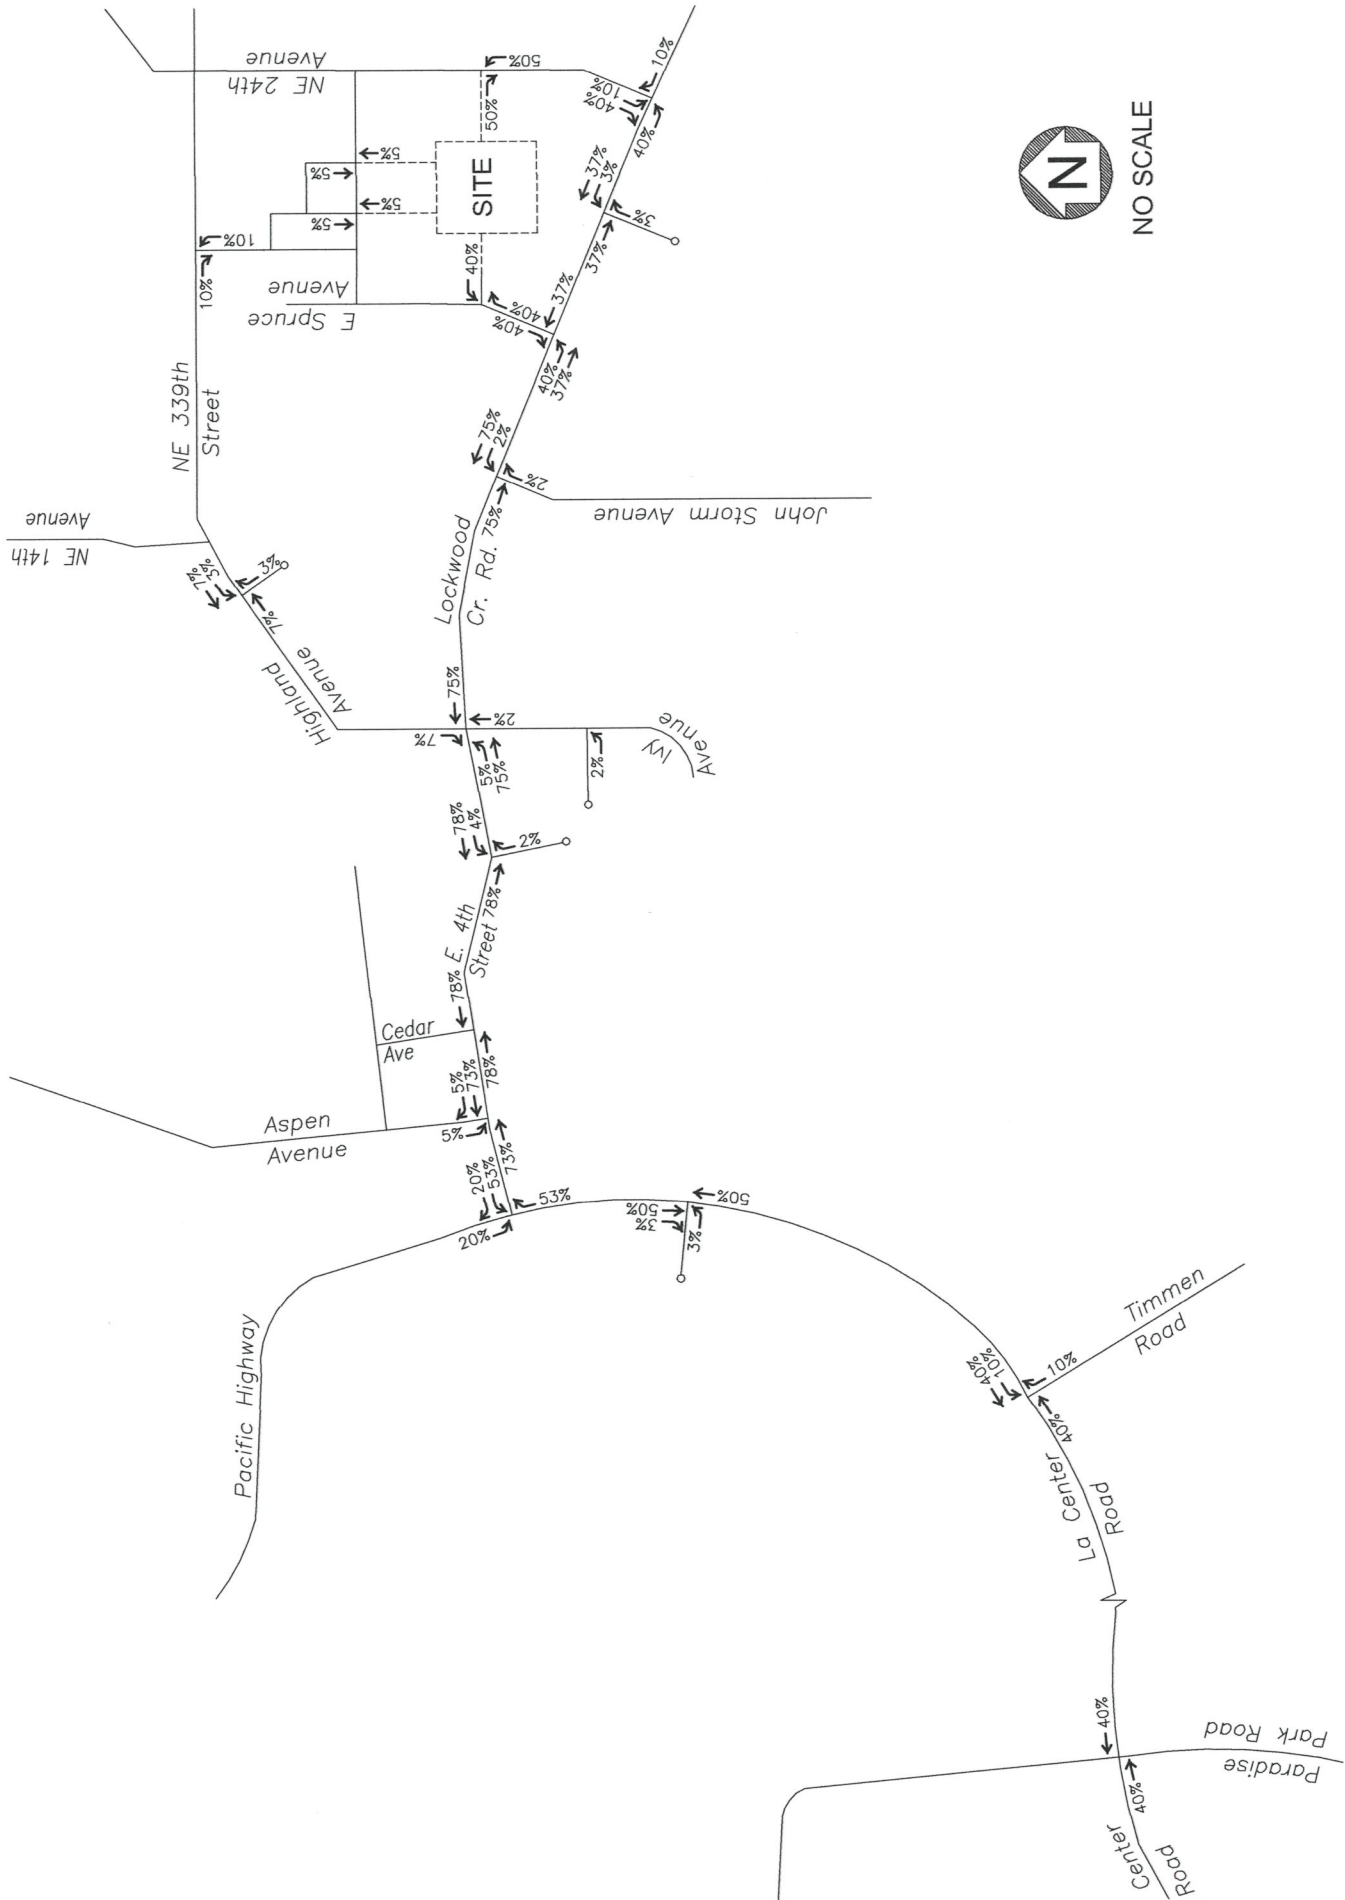 Avenue
NE 24th
50%
50%
10%
10%
40%
40%
5%
5%
5%
5%
SITE
37%
3%
3%
37%
10%
10%
40%
37%
E Spruce
Avenue
40%
40%
40%
37%
NE 339th
Street
75%
2%
2%
John Storm Avenue
75%
Lockwood
Cr. Rd.
NE 14th
Avenue
7%
3%
3%
7%
Highland
Avenue
75%
7%
2%
5%
75%
Ivy
Avenue
2%
78%
4%
2%
78%
E. 4th
Street
78%
Cedar
Ave
5%
73%
78%
Aspen
Avenue
5%
73%
20%
53%
53%
20%
50%
50%
3%
3%
Pacific Highway
Timmen
Road
40%
10%
10%
40%
La Center
Road
40%
40%
Paradise
Park Road
Center
Road
N
NO SCALE